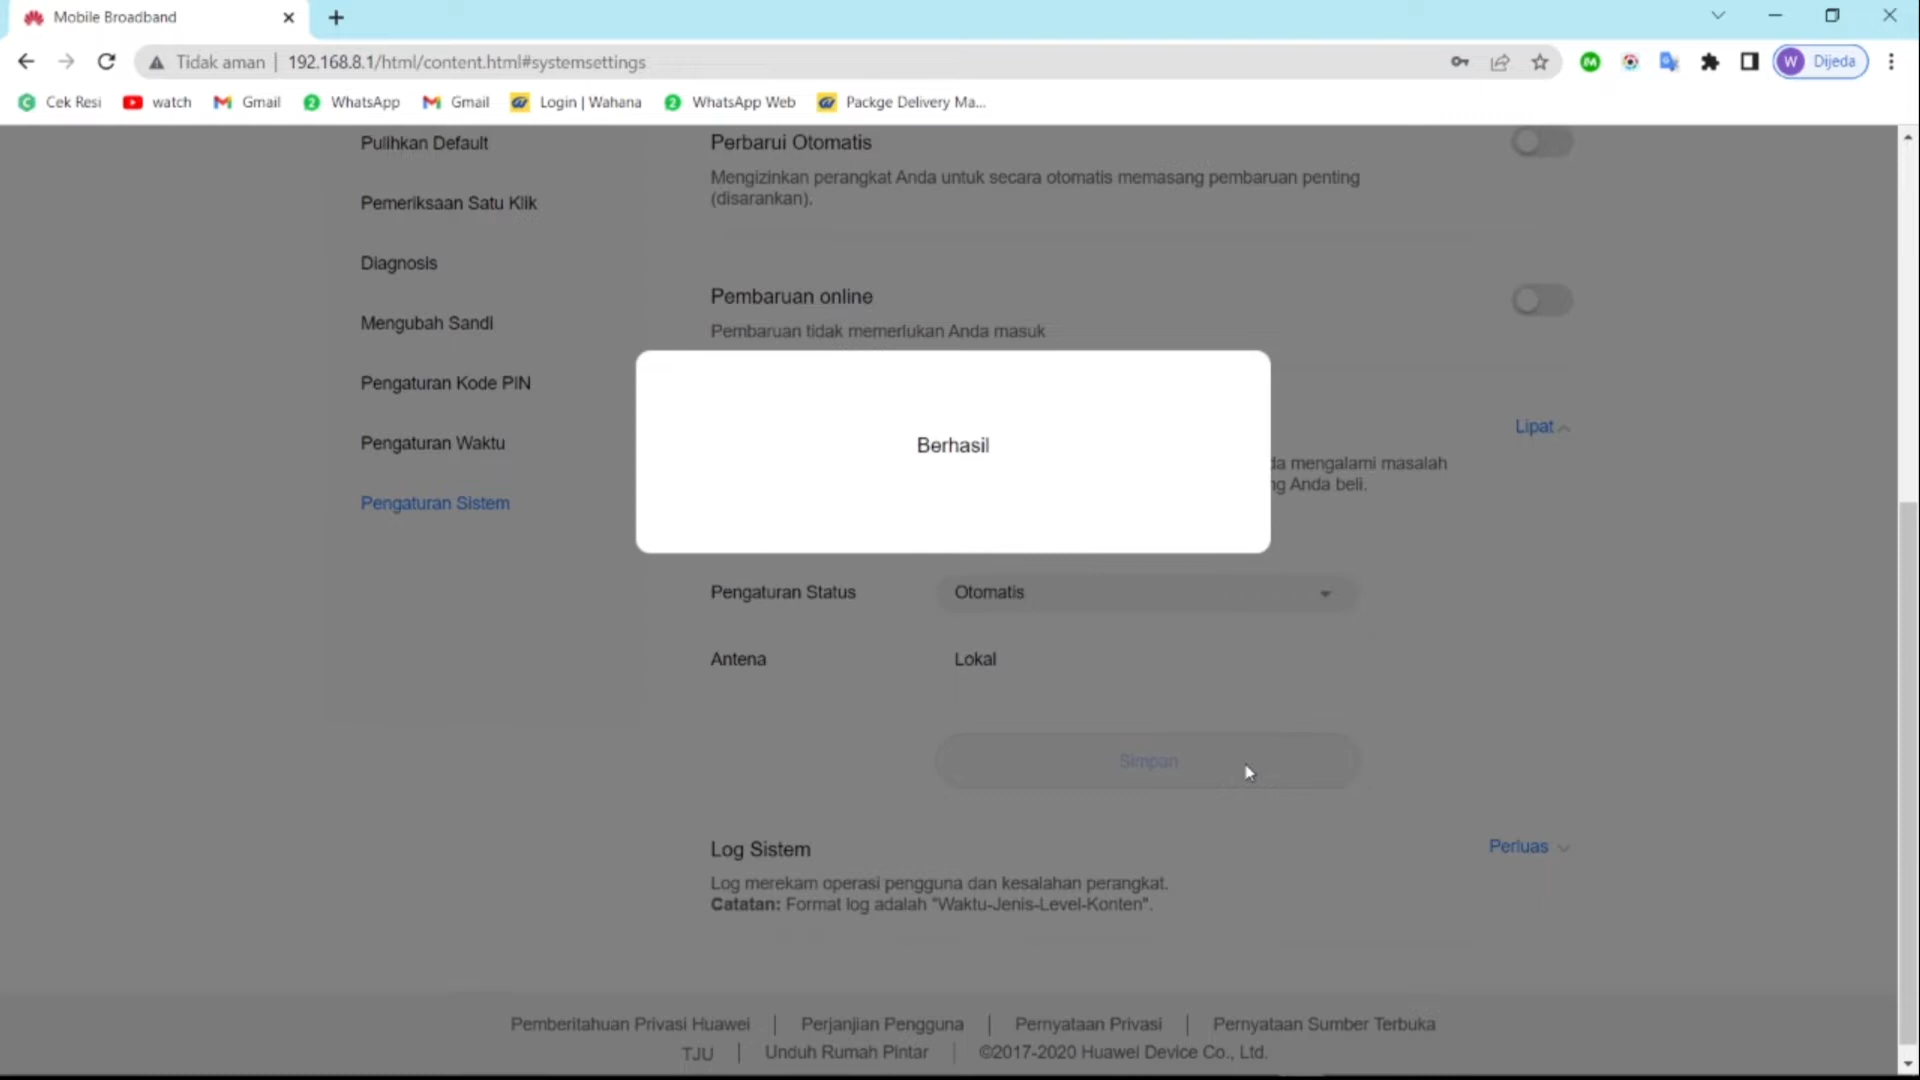 Mobile Broadband
Tidak aman | 192.168.8.1/html/content.html#systemsettings
W Dijeda
Cek Resi watch Gmail WhatsApp Gmail Login | Wahana WhatsApp Web Packge Delivery Ma...
Pulihkan Default
Pemeriksaan Satu Klik
Diagnosis
Mengubah Sandi
Pengaturan Kode PIN
Pengaturan Waktu
Pengaturan Sistem
Perbarui Otomatis
Mengizinkan perangkat Anda untuk secara otomatis memasang pembaruan penting
(disarankan).
Pembaruan online
Pembaruan tidak memerlukan Anda masuk
Lipat
mengalami masalah
Anda beli.
Berhasil
Pengaturan Status Otomatis
Antena Lokal
Simpan
Log Sistem Perluas
Log merekam operasi pengguna dan kesalahan perangkat.
Catatan: Format log adalah "Waktu-Jenis-Level-Konten".
Pemberitahuan Privasi Huawei | Perjanjian Pengguna | Pernyataan Privasi | Pernyataan Sumber Terbuka
TJU | Unduh Rumah Pintar | ©2017-2020 Huawei Device Co., Ltd.